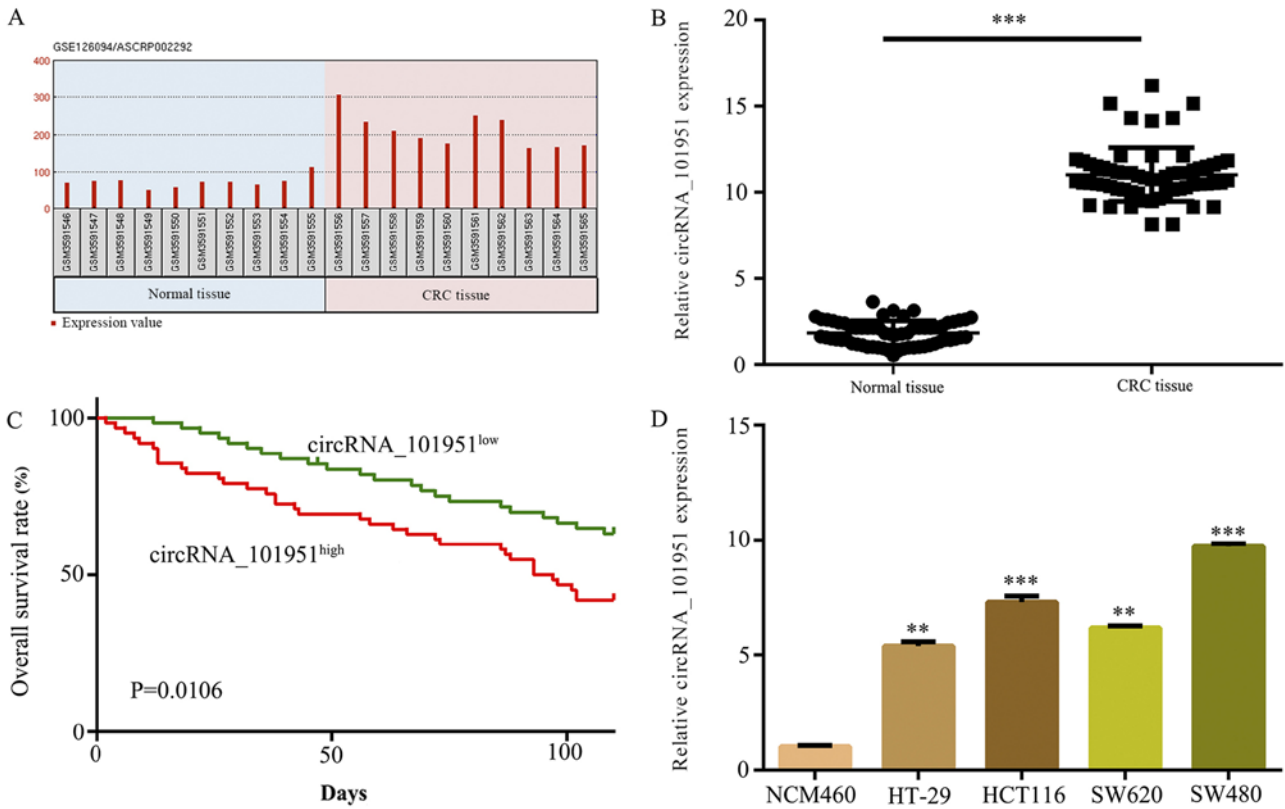 A
GSE126094/ASCRP002292
400
300
200
100
0
GSM3591546
GSM3591547
GSM3591548
GSM3591549
GSM3591550
GSM3591551
GSM3591552
GSM3591553
GSM3591554
GSM3591555
GSM3591556
GSM3591557
GSM3591558
GSM3591559
GSM3591560
GSM3591561
GSM3591562
GSM3591563
GSM3591564
GSM3591565
Normal tissue
CRC tissue
Expression value
B
Relative circRNA_101951 expression
20
15
10
5
0
***
Normal tissue
CRC tissue
C
Overall survival rate (%)
100
50
0
circRNA_101951low
circRNA_101951high
P=0.0106
0
50
100
Days
D
Relative circRNA_101951 expression
15
10
5
0
**
***
**
***
NCM460
HT-29
HCT116
SW620
SW480